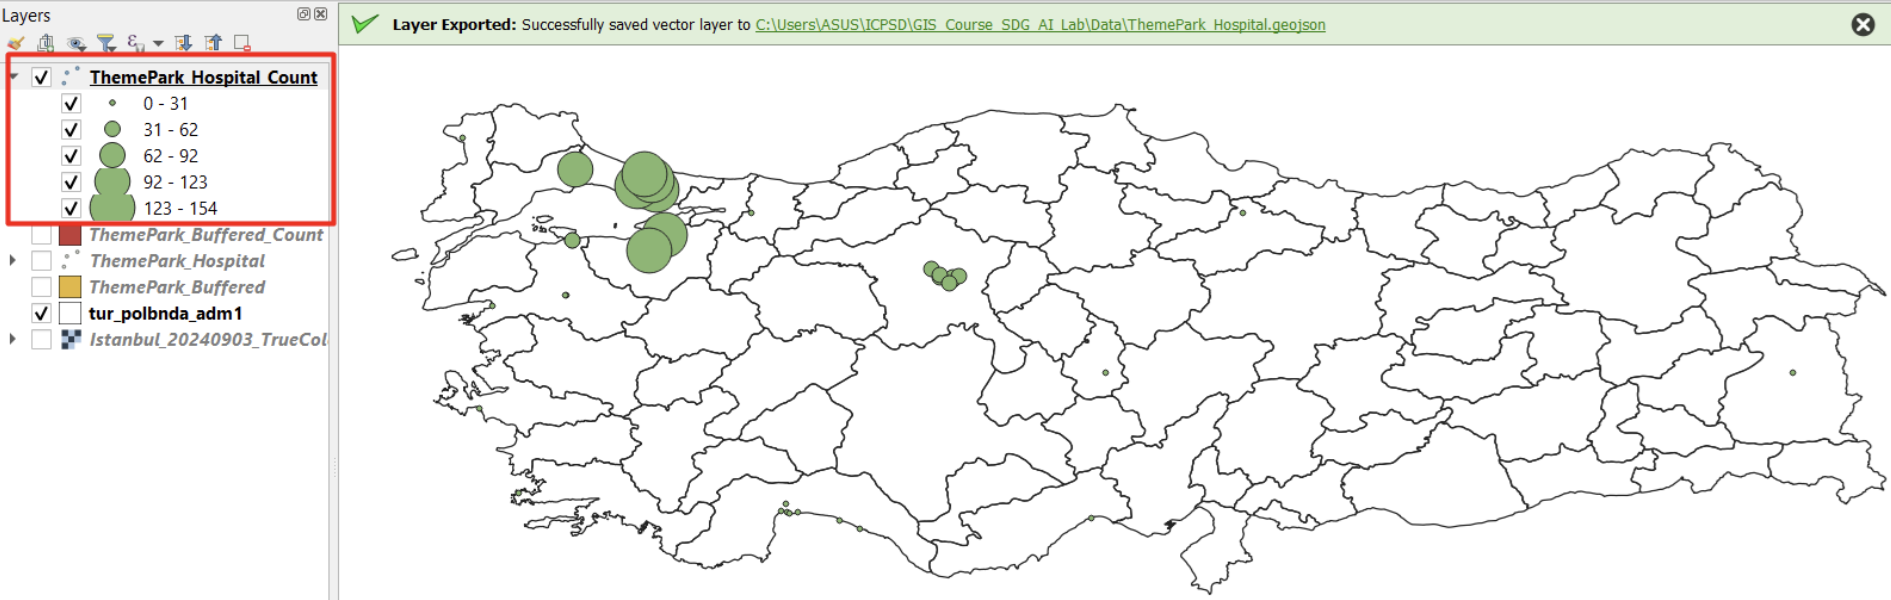 Layers
Layer Exported: Successfully saved vector layer to C:\Users\ASUS\ICPSD\GIS_Course_SDG_AI_Lab\Data\ThemePark_Hospital.geojson
ThemePark_Hospital_Count
0 - 31
31 - 62
62 - 92
92 - 123
123 - 154
ThemePark_Buffered_Count
ThemePark_Hospital
ThemePark_Buffered
tur_polbnda_adm1
Istanbul_20240903_TrueCol